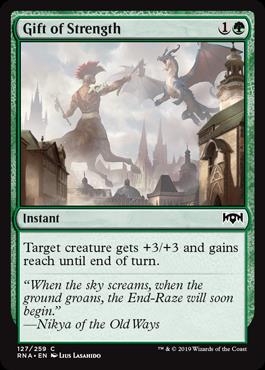 Gift of Strength 1
Instant
Target creature gets +3/+3 and gains
reach until end of turn.
“When the sky screams, when the
ground groans, the End-Raze will soon
begin.”
—Nikya of the Old Ways
127/259 C
RNA • EN LIUS LASAHIDO
™ & © 2019 Wizards of the Coast